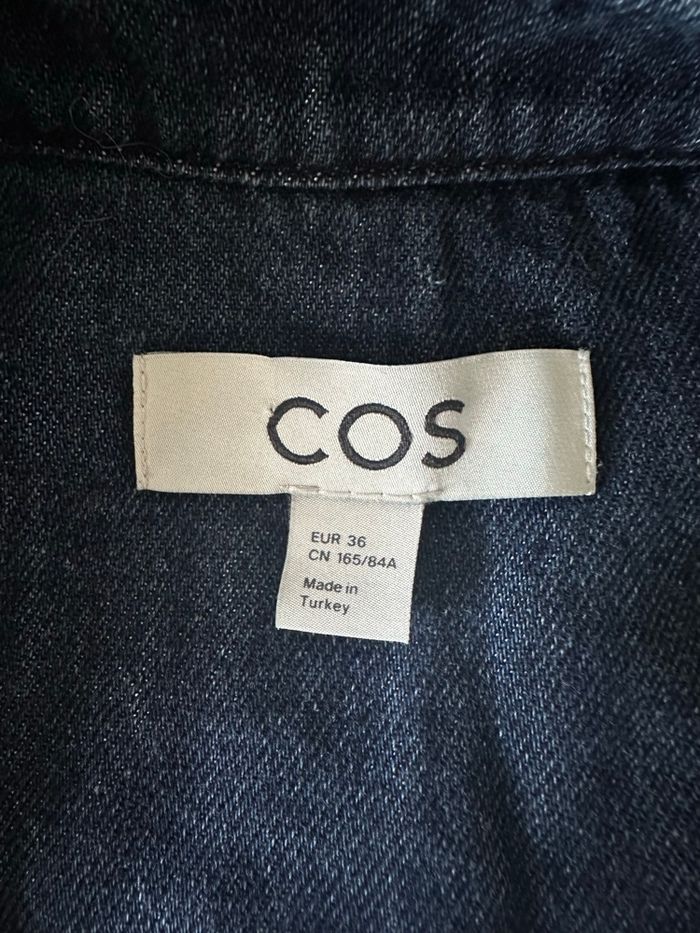 COS
EUR 36
CN 165/84A
Made in
Turkey